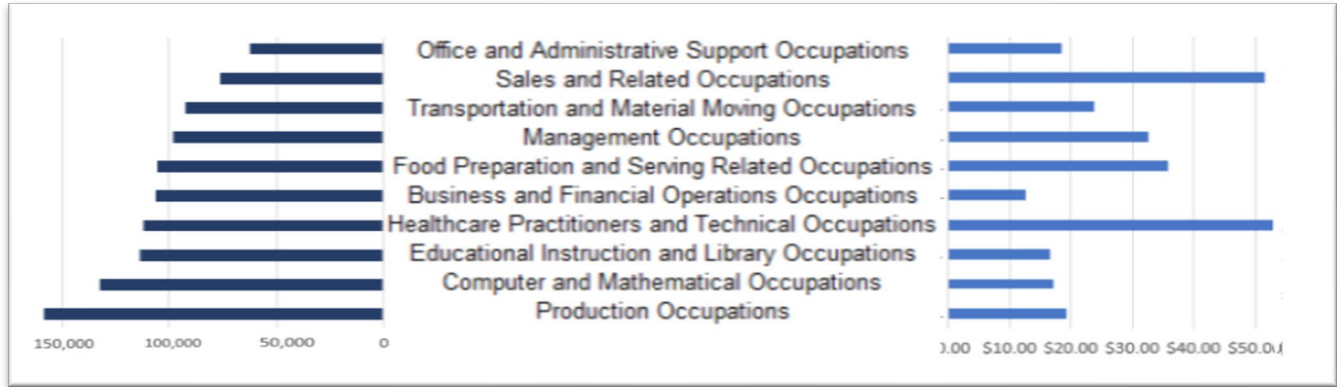 Office and Administrative Support Occupations
Sales and Related Occupations
Transportation and Material Moving Occupations
Management Occupations
Food Preparation and Serving Related Occupations
Business and Financial Operations Occupations
Healthcare Practitioners and Technical Occupations
Educational Instruction and Library Occupations
Computer and Mathematical Occupations
Production Occupations
150,000 100,000 50,000 0
.00 $10.00 $20.00 $30.00 $40.00 $50.0